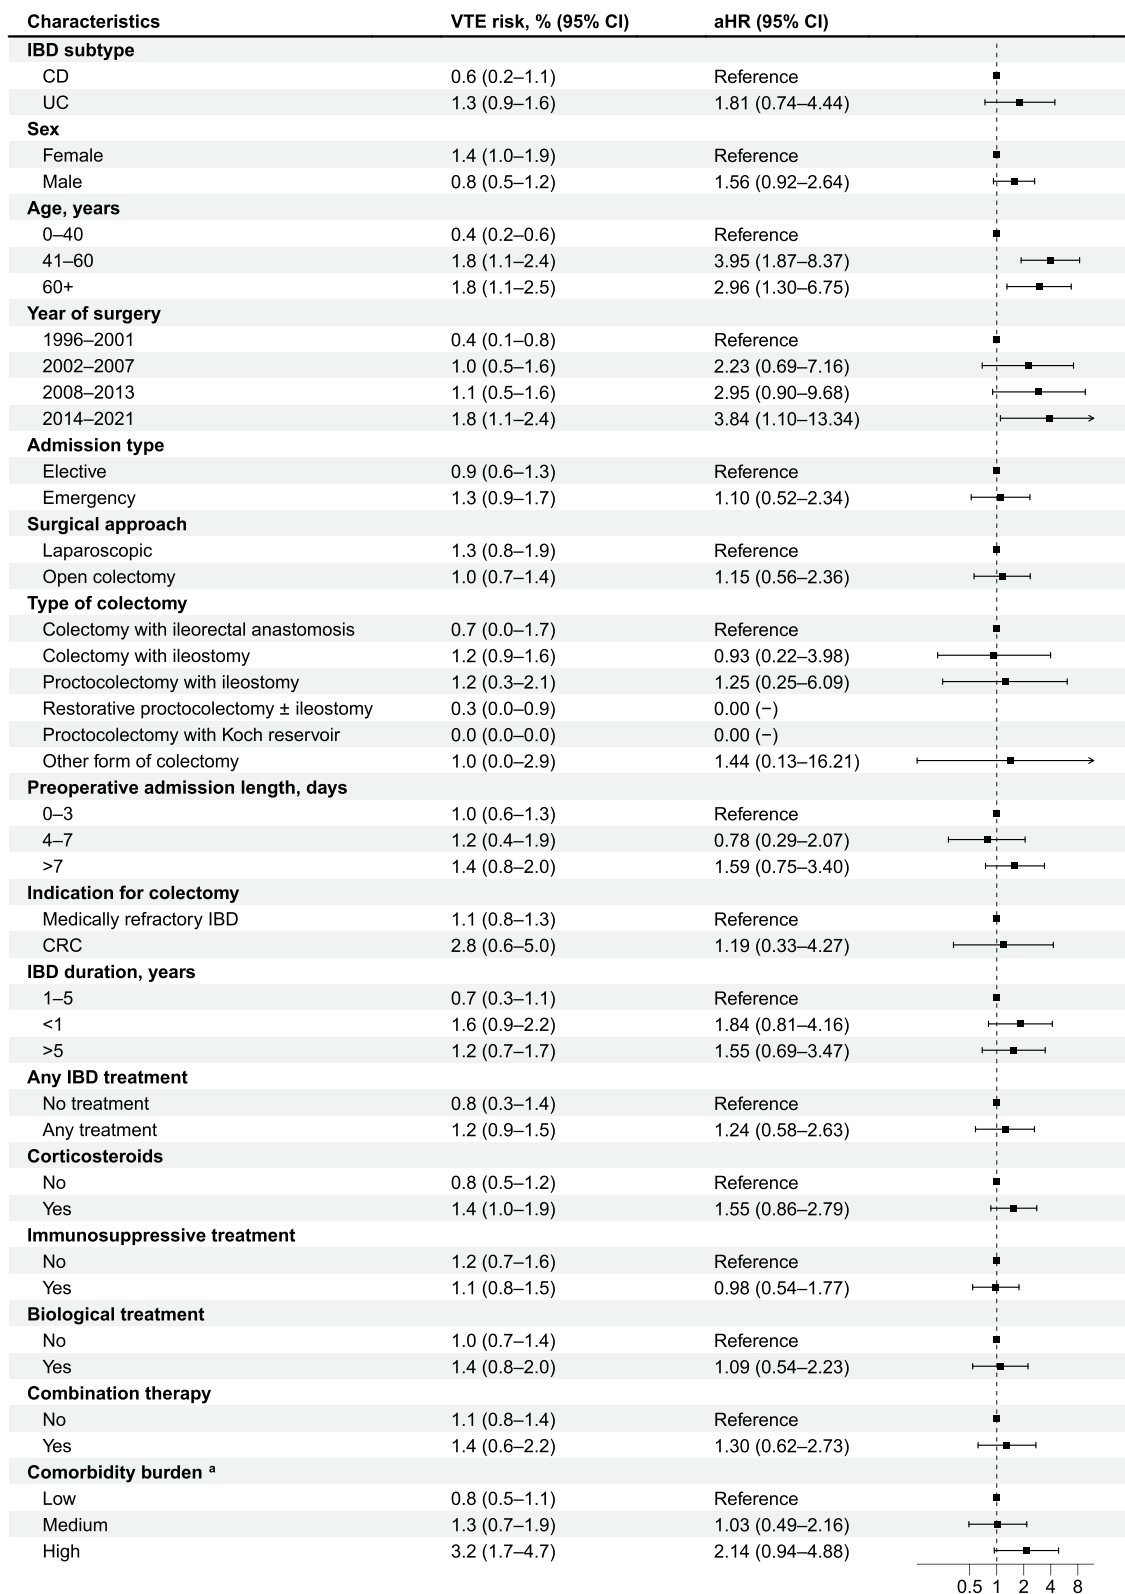 Characteristics VTE risk, % (95% CI) aHR (95% CI)
IBD subtype
CD 0.6 (0.2–1.1) Reference
UC 1.3 (0.9–1.6) 1.81 (0.74–4.44)
Sex
Female 1.4 (1.0–1.9) Reference
Male 0.8 (0.5–1.2) 1.56 (0.92–2.64)
Age, years
0–40 0.4 (0.2–0.6) Reference
41–60 1.8 (1.1–2.4) 3.95 (1.87–8.37)
60+ 1.8 (1.1–2.5) 2.96 (1.30–6.75)
Year of surgery
1996–2001 0.4 (0.1–0.8) Reference
2002–2007 1.0 (0.5–1.6) 2.23 (0.69–7.16)
2008–2013 1.1 (0.5–1.6) 2.95 (0.90–9.68)
2014–2021 1.8 (1.1–2.4) 3.84 (1.10–13.34)
Admission type
Elective 0.9 (0.6–1.3) Reference
Emergency 1.3 (0.9–1.7) 1.10 (0.52–2.34)
Surgical approach
Laparoscopic 1.3 (0.8–1.9) Reference
Open colectomy 1.0 (0.7–1.4) 1.15 (0.56–2.36)
Type of colectomy
Colectomy with ileorectal anastomosis 0.7 (0.0–1.7) Reference
Colectomy with ileostomy 1.2 (0.9–1.6) 0.93 (0.22–3.98)
Proctocolectomy with ileostomy 1.2 (0.3–2.1) 1.25 (0.25–6.09)
Restorative proctocolectomy ± ileostomy 0.3 (0.0–0.9) 0.00 (−)
Proctocolectomy with Koch reservoir 0.0 (0.0–0.0) 0.00 (−)
Other form of colectomy 1.0 (0.0–2.9) 1.44 (0.13–16.21)
Preoperative admission length, days
0–3 1.0 (0.6–1.3) Reference
4–7 1.2 (0.4–1.9) 0.78 (0.29–2.07)
>7 1.4 (0.8–2.0) 1.59 (0.75–3.40)
Indication for colectomy
Medically refractory IBD 1.1 (0.8–1.3) Reference
CRC 2.8 (0.6–5.0) 1.19 (0.33–4.27)
IBD duration, years
1–5 0.7 (0.3–1.1) Reference
<1 1.6 (0.9–2.2) 1.84 (0.81–4.16)
>5 1.2 (0.7–1.7) 1.55 (0.69–3.47)
Any IBD treatment
No treatment 0.8 (0.3–1.4) Reference
Any treatment 1.2 (0.9–1.5) 1.24 (0.58–2.63)
Corticosteroids
No 0.8 (0.5–1.2) Reference
Yes 1.4 (1.0–1.9) 1.55 (0.86–2.79)
Immunosuppressive treatment
No 1.2 (0.7–1.6) Reference
Yes 1.1 (0.8–1.5) 0.98 (0.54–1.77)
Biological treatment
No 1.0 (0.7–1.4) Reference
Yes 1.4 (0.8–2.0) 1.09 (0.54–2.23)
Combination therapy
No 1.1 (0.8–1.4) Reference
Yes 1.4 (0.6–2.2) 1.30 (0.62–2.73)
Comorbidity burden ᵃ
Low 0.8 (0.5–1.1) Reference
Medium 1.3 (0.7–1.9) 1.03 (0.49–2.16)
High 3.2 (1.7–4.7) 2.14 (0.94–4.88)
0.5 1 2 4 8